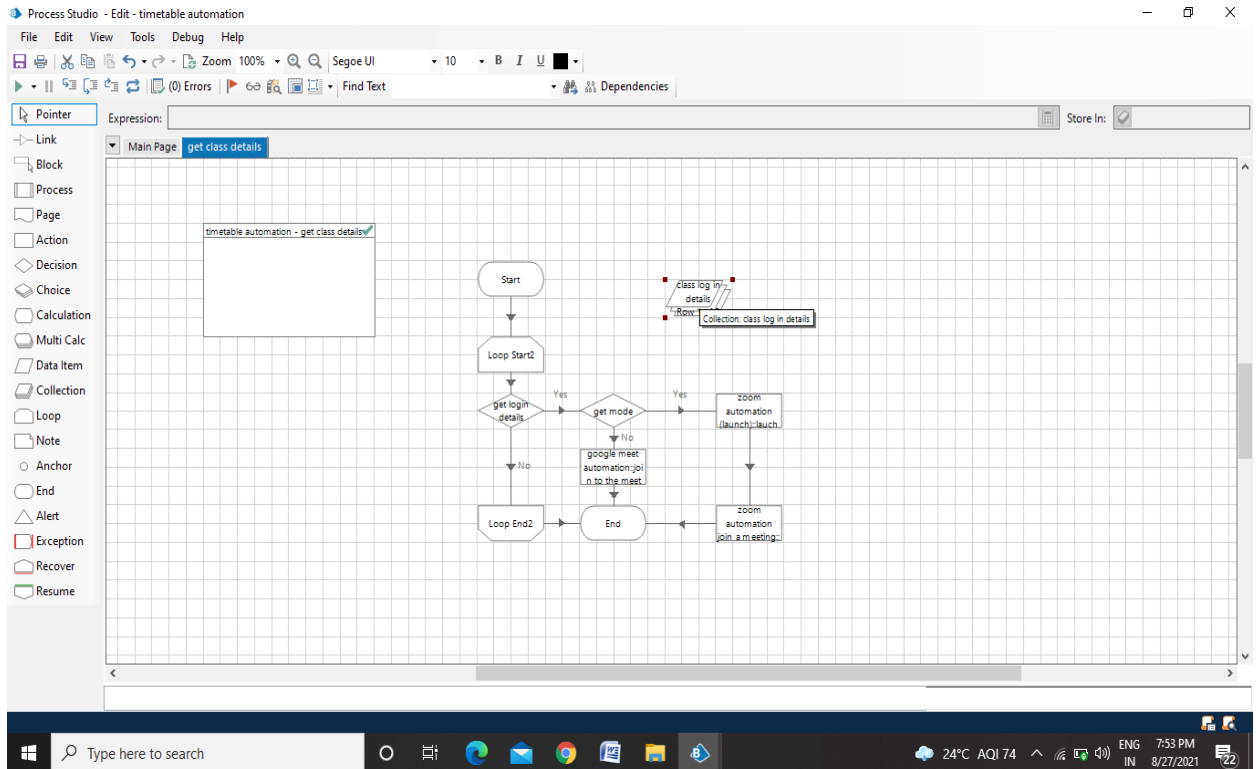 Process Studio - Edit - timetable automation
File Edit View Tools Debug Help
Zoom 100% Segoe UI 10 B I U
(0) Errors Find Text Dependencies
Pointer
Link
Block
Process
Page
Action
Decision
Choice
Calculation
Multi Calc
Data Item
Collection
Loop
Note
Anchor
End
Alert
Exception
Recover
Resume
Expression:
Store In:
Main Page get class details
timetable automation - get class details
Start
class log in
details
Row
Collection: class log in details
Loop Start2
get login
details
Yes
get mode
Yes
zoom
automation
(launch)::lauch
No
No
google meet
automation::joi
n to the meet
Loop End2
End
zoom
automation
join a meeting::
Type here to search
24°C AQI 74
ENG
IN
7:53 PM
8/27/2021
22